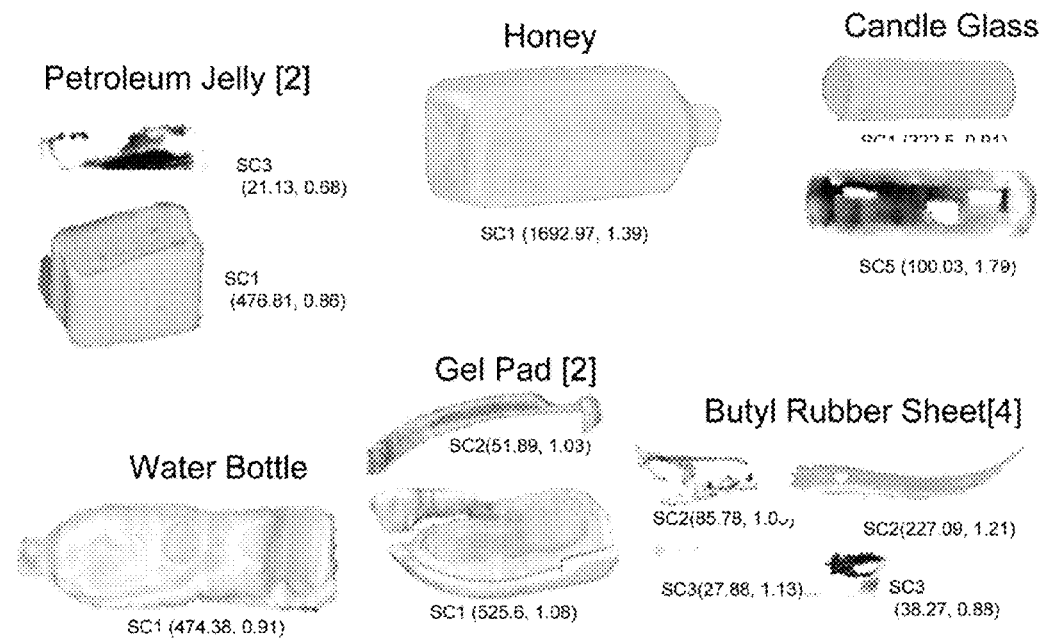 Honey
Candle Glass
Petroleum Jelly [2]
SC3
(21.13, 0.68)
SC1 (1692.97, 1.39)
SC5 (100.03, 1.79)
SC1
(476.81, 0.86)
Gel Pad [2]
Butyl Rubber Sheet[4]
SC2(51.89, 1.03)
Water Bottle
SC2(85.78,
SC2(227.09, 1.21)
SC3(27.88, 1.13)
SC3
(38.27, 0.88)
SC1 (525.6, 1.08)
SC1 (474.38, 0.91)